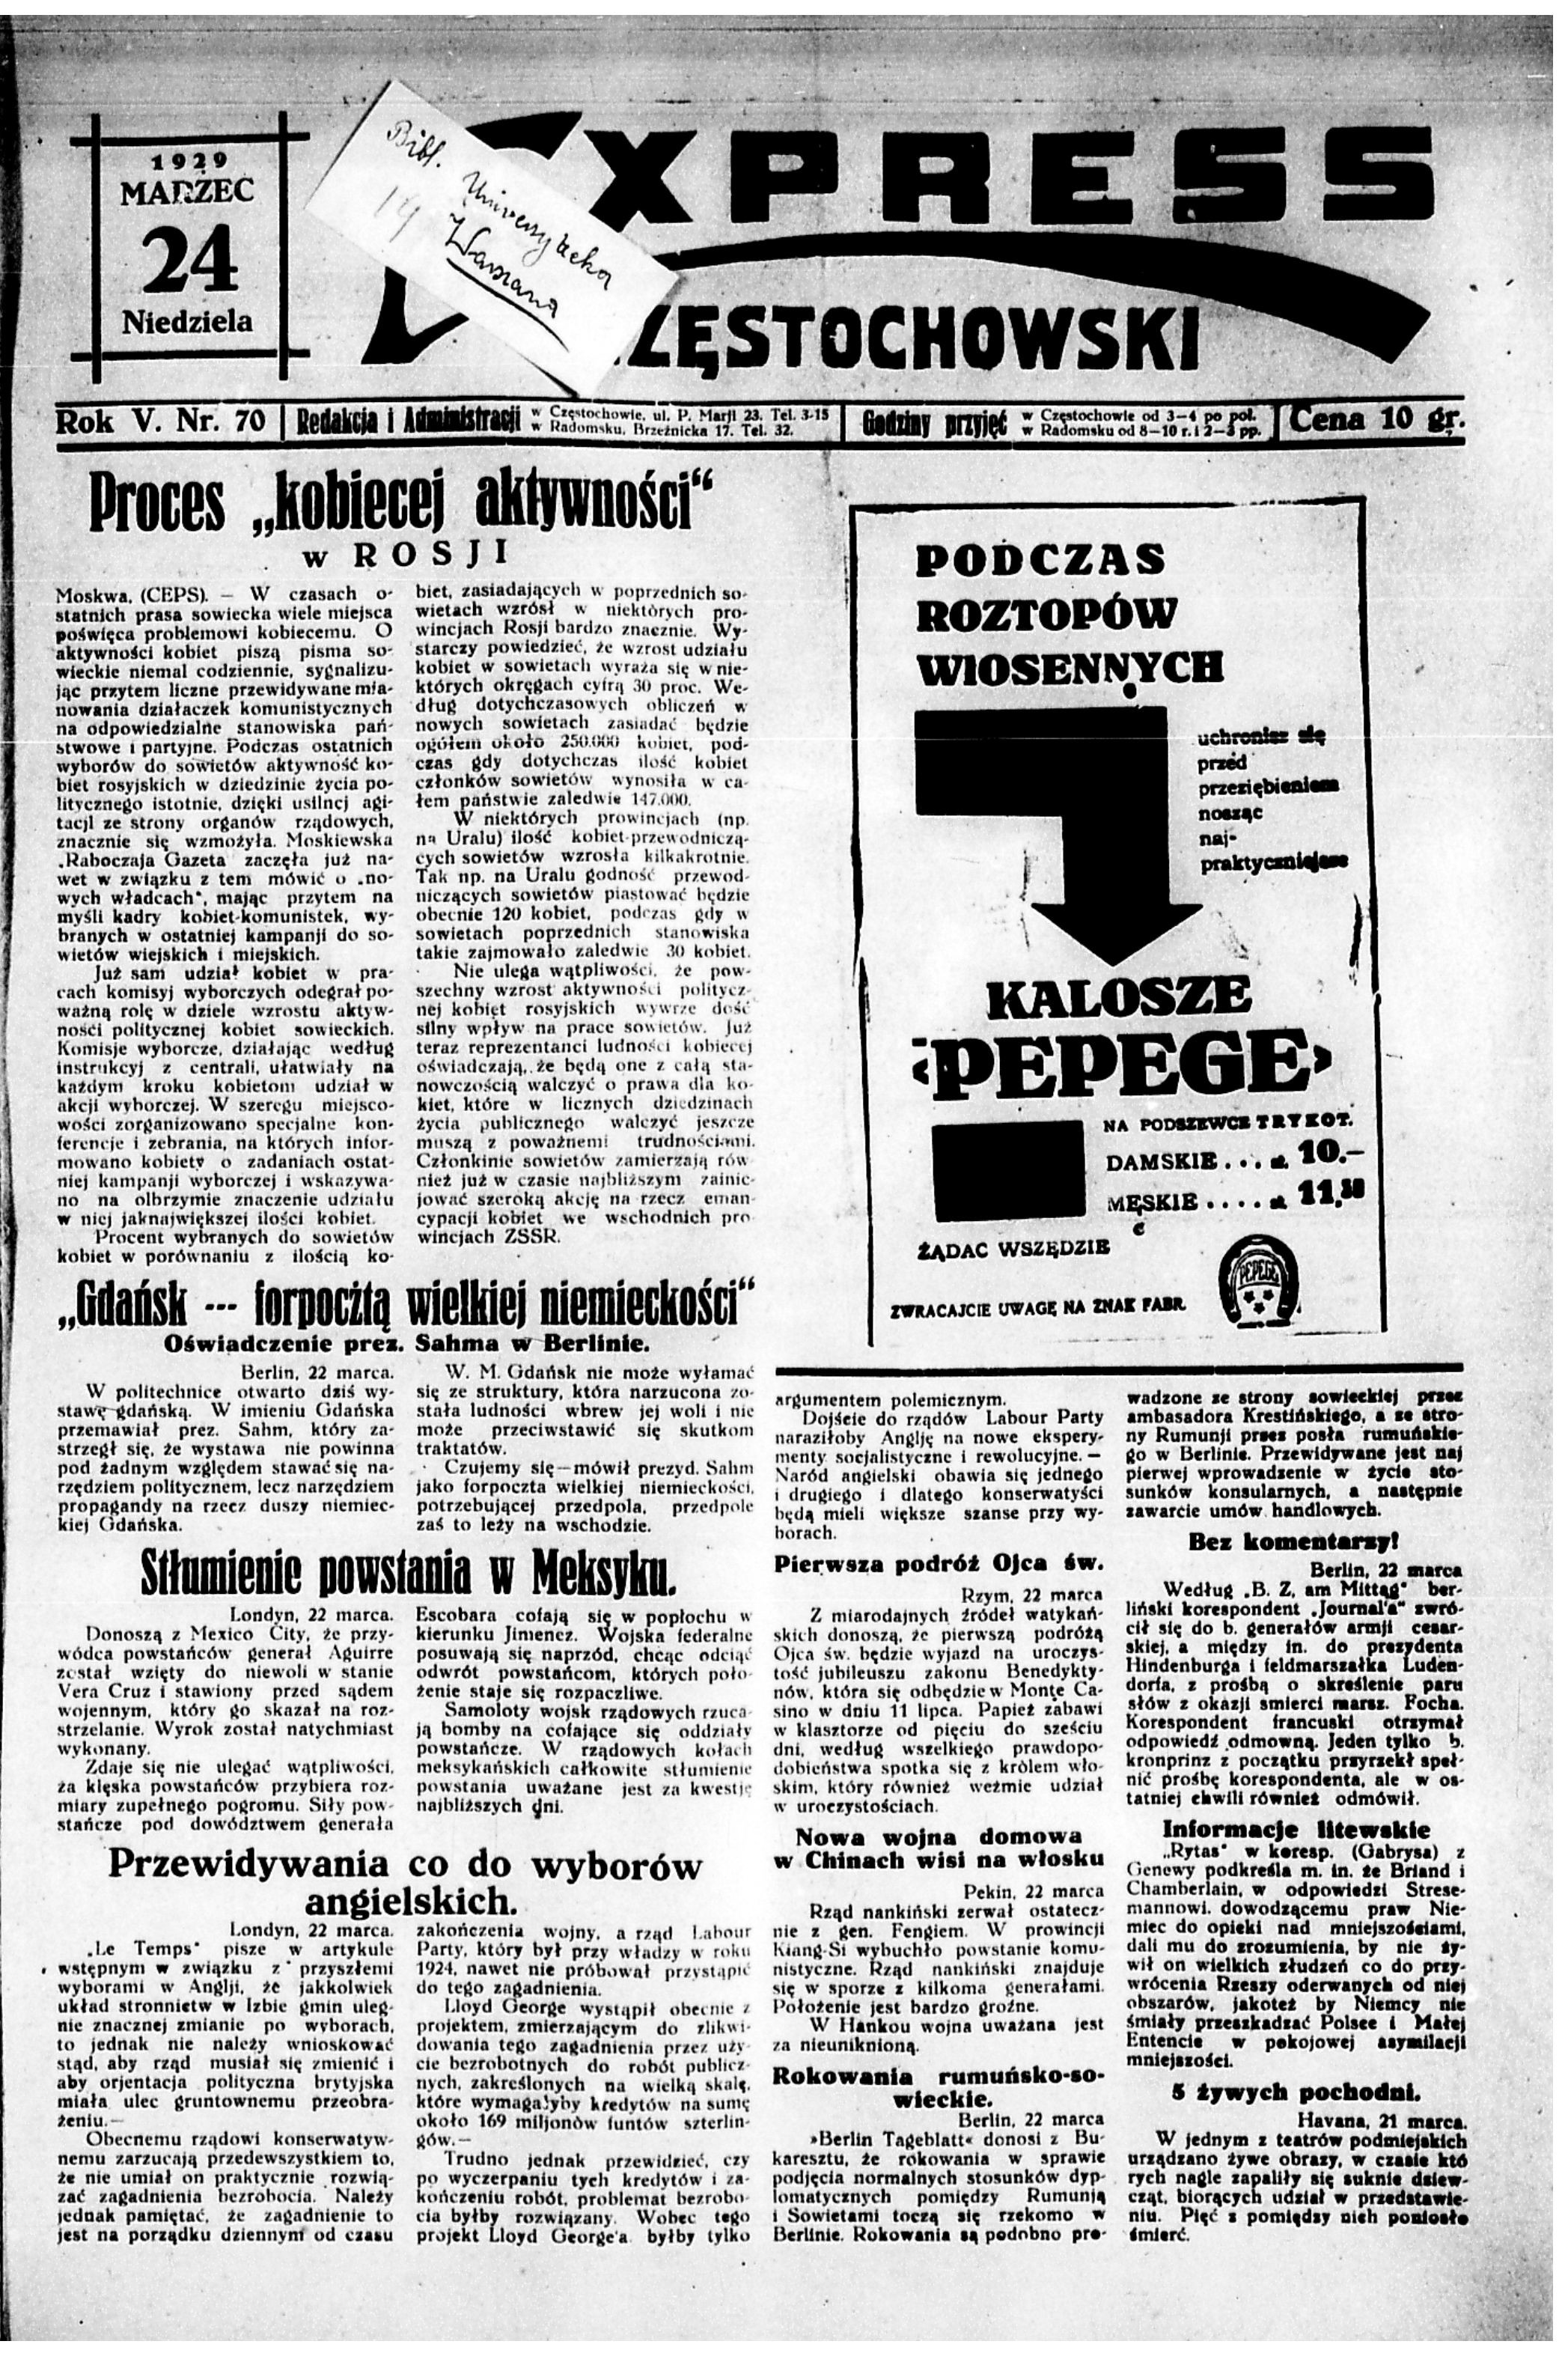 1929
MARZEC
24
Niedziela
Bibl.
Uniwersytecka
Warszawa
19
EXPRESS
CZĘSTOCHOWSKI
Rok V. Nr. 70
Redakcja i Administracji
w Częstochowie, ul. P. Marji 23. Tel. 3-15
w Radomsku, Brzeźnicka 17. Tel. 32.
Godziny przyjęć
w Częstochowie od 3—4 po poł.
w Radomsku od 8—10 r. i 2—3 pp.
Cena 10 gr.
Proces „kobiecej aktywności“
w ROSJI
Moskwa, (CEPS). — W czasach o-
statnich prasa sowiecka wiele miejsca
poświęca problemowi kobiecemu. O
aktywności kobiet piszą pisma so-
wieckie niemal codziennie, sygnalizu-
jąc przytem liczne przewidywane mia-
nowania działaczek komunistycznych
na odpowiedzialne stanowiska pań-
stwowe i partyjne. Podczas ostatnich
wyborów do sowietów aktywność ko-
biet rosyjskich w dziedzinie życia po-
litycznego istotnie, dzięki usilnej agi-
tacji ze strony organów rządowych,
znacznie się wzmożyła. Moskiewska
„Raboczaja Gazeta zaczęła już na-
wet w związku z tem mówić o „no-
wych władcach“, mając przytem na
myśli kadry kobiet-komunistek, wy-
branych w ostatniej kampanji do so-
wietów wiejskich i miejskich.
Już sam udział kobiet w pra-
cach komisyj wyborczych odegrał po-
ważną rolę w dziele wzrostu aktyw-
ności politycznej kobiet sowieckich.
Komisje wyborcze, działając według
instrukcyj z centrali, ułatwiały na
każdym kroku kobietom udział w
akcji wyborczej. W szeregu miejsco-
wości zorganizowano specjalne kon-
ferencje i zebrania, na których infor-
mowano kobiety o zadaniach ostat-
niej kampanji wyborczej i wskazywa-
no na olbrzymie znaczenie udziału
w niej jaknajwiększej ilości kobiet.
Procent wybranych do sowietów
kobiet w porównaniu z ilością ko-
biet, zasiadających w poprzednich so-
wietach wzrósł w niektórych pro-
wincjach Rosji bardzo znacznie. Wy-
starczy powiedzieć, że wzrost udziału
kobiet w sowietach wyraża się w nie-
których okręgach cyfrą 30 proc. We-
dług dotychczasowych obliczeń w
nowych sowietach zasiadać będzie
ogółem około 250.000 kobiet, pod-
czas gdy dotychczas ilość kobiet
członków sowietów wynosiła w ca-
łem państwie zaledwie 147.000.
W niektórych prowincjach (np.
na Uralu) ilość kobiet-przewodniczą-
cych sowietów wzrosła kilkakrotnie.
Tak np. na Uralu godność przewod-
niczących sowietów piastować będzie
obecnie 120 kobiet, podczas gdy w
sowietach poprzednich stanowiska
takie zajmowało zaledwie 30 kobiet.
Nie ulega wątpliwości, że pow-
szechny wzrost aktywności politycz-
nej kobiet rosyjskich wywrze dość
silny wpływ na prace sowietów. Już
teraz reprezentanci ludności kobiecej
oświadczają, że będą one z całą sta-
nowczością walczyć o prawa dla ko-
kiet, które w licznych dziedzinach
życia publicznego walczyć jeszcze
muszą z poważnemi trudnościami.
Członkinie sowietów zamierzają rów
nież już w czasie najbliższym zainic-
jować szeroką akcję na rzecz eman-
cypacji kobiet we wschodnich pro
wincjach ZSSR.
PODCZAS
ROZTOPÓW
WIOSENNYCH
uchronisz się
przed
przeziębieniem
nosząc
naj-
praktyczniejsze
KALOSZE
‹PEPEGE›
NA PODSZEWCE TRYKOT.
DAMSKIE . . . zł. 10.—
MĘSKIE . . . . zł. 11,50
ŻĄDAĆ WSZĘDZIE
ZWRACAJCIE UWAGĘ NA ZNAK FABR.
PEPEGE
„Gdańsk --- forpocztą wielkiej niemieckości“
Oświadczenie prez. Sahma w Berlinie.
Berlin, 22 marca.
W politechnice otwarto dziś wy-
stawę gdańską. W imieniu Gdańska
przemawiał prez. Sahm, który za-
strzegł się, że wystawa nie powinna
pod żadnym względem stawać się na-
rzędziem politycznem, lecz narzędziem
propagandy na rzecz duszy niemiec-
kiej Gdańska.
W. M. Gdańsk nie może wyłamać
się ze struktury, która narzucona zo-
stała ludności wbrew jej woli i nie
może przeciwstawić się skutkom
traktatów.
Czujemy się—mówił prezyd. Sahm
jako forpoczta wielkiej niemieckości,
potrzebującej przedpola, przedpole
zaś to leży na wschodzie.
Stłumienie powstania w Meksyku.
Londyn, 22 marca.
Donoszą z Mexico City, że przy-
wódca powstańców generał Aguirre
został wzięty do niewoli w stanie
Vera Cruz i stawiony przed sądem
wojennym, który go skazał na roz-
strzelanie. Wyrok został natychmiast
wykonany.
Zdaje się nie ulegać wątpliwości,
ża klęska powstańców przybiera roz-
miary zupełnego pogromu. Siły pow-
stańcze pod dowództwem generała
Escobara cofają się w popłochu w
kierunku Jimenez. Wojska federalne
posuwają się naprzód, chcąc odciąć
odwrót powstańcom, których poło-
żenie staje się rozpaczliwe.
Samoloty wojsk rządowych rzuca-
ją bomby na cofające się oddziały
powstańcze. W rządowych kołach
meksykańskich całkowite stłumienie
powstania uważane jest za kwestję
najbliższych dni.
Przewidywania co do wyborów
angielskich.
Londyn, 22 marca.
„Le Temps“ pisze w artykule
wstępnym w związku z przyszłemi
wyborami w Anglji, że jakkolwiek
układ stronnictw w Izbie gmin uleg-
nie znacznej zmianie po wyborach,
to jednak nie należy wnioskować
stąd, aby rząd musiał się zmienić i
aby orjentacja polityczna brytyjska
miała ulec gruntownemu przeobra-
żeniu.—
Obecnemu rządowi konserwatyw-
nemu zarzucają przedewszystkiem to,
że nie umiał on praktycznie rozwią-
zać zagadnienia bezrobocia. Należy
jednak pamiętać, że zagadnienie to
jest na porządku dziennym od czasu
zakończenia wojny, a rząd Labour
Party, który był przy władzy w roku
1924, nawet nie próbował przystąpić
do tego zagadnienia.
Lloyd George wystąpił obecnie z
projektem, zmierzającym do zlikwi-
dowania tego zagadnienia przez uży-
cie bezrobotnych do robót publicz-
nych, zakreślonych na wielką skalę,
które wymagałyby kredytów na sumę
około 169 miljonów funtów szterlin-
gów.—
Trudno jednak przewidzieć, czy
po wyczerpaniu tych kredytów i za-
kończeniu robót, problemat bezrobo-
cia byłby rozwiązany. Wobec tego
projekt Lloyd George'a byłby tylko
argumentem polemicznym.
Dojście do rządów Labour Party
naraziłoby Anglję na nowe ekspery-
menty socjalistyczne i rewolucyjne.—
Naród angielski obawia się jednego
i drugiego i dlatego konserwatyści
będą mieli większe szanse przy wy-
borach.
Pierwsza podróż Ojca św.
Rzym, 22 marca
Z miarodajnych źródeł watykań-
skich donoszą, że pierwszą podróżą
Ojca św. będzie wyjazd na uroczys-
tość jubileuszu zakonu Benedykty-
nów, która się odbędzie w Monte Ca-
sino w dniu 11 lipca. Papież zabawi
w klasztorze od pięciu do sześciu
dni, według wszelkiego prawdopo-
dobieństwa spotka się z królem wło-
skim, który również weźmie udział
w uroczystościach.
Nowa wojna domowa
w Chinach wisi na włosku
Pekin, 22 marca
Rząd nankiński zerwał ostatecz-
nie z gen. Fengiem. W prowincji
Kiang-Si wybuchło powstanie komu-
nistyczne. Rząd nankiński znajduje
się w sporze z kilkoma generałami.
Położenie jest bardzo groźne.
W Hankou wojna uważana jest
za nieuniknioną.
Rokowania rumuńsko-so-
wieckie.
Berlin, 22 marca
»Berlin Tageblatt« donosi z Bu-
karesztu, że rokowania w sprawie
podjęcia normalnych stosunków dyp-
lomatycznych pomiędzy Rumunją
i Sowietami toczą się rzekomo w
Berlinie. Rokowania są podobno pro-
wadzone ze strony sowieckiej przez
ambasadora Krestińskiego, a ze stro-
ny Rumunji przez posła rumuńskie-
go w Berlinie. Przewidywane jest naj
pierwej wprowadzenie w życie sto-
sunków konsularnych, a następnie
zawarcie umów handlowych.
Bez komentarzy!
Berlin, 22 marca
Według „B. Z. am Mittag“ ber-
liński korespondent „Journal'a“ zwró-
cił się do b. generałów armji cesar-
skiej, a między in. do prezydenta
Hindenburga i feldmarszałka Luden-
dorfa, z prośbą o skreślenie paru
słów z okazji smierci marsz. Focha.
Korespondent francuski otrzymał
odpowiedź odmowną. Jeden tylko b.
kronprinz z początku przyrzekł speł-
nić prośbę korespondenta, ale w os-
tatniej chwili również odmówił.
Informacje litewskie
„Rytas“ w koresp. (Gabrysa) z
Genewy podkreśla m. in. że Briand i
Chamberlain, w odpowiedzi Strese-
mannowi, dowodzącemu praw Nie-
miec do opieki nad mniejszościami,
dali mu do zrozumienia, by nie ży-
wił on wielkich złudzeń co do przy-
wrócenia Rzeszy oderwanych od niej
obszarów, jakoteż by Niemcy nie
śmiały przeszkadzać Polsce i Małej
Entencie w pokojowej asymilacji
mniejszości.
5 żywych pochodni.
Havana, 21 marca.
W jednym z teatrów podmiejskich
urządzano żywe obrazy, w czasie któ
rych nagle zapaliły się suknie dziew-
cząt, biorących udział w przedstawie-
niu. Pięć z pomiędzy nich poniosło
śmierć.